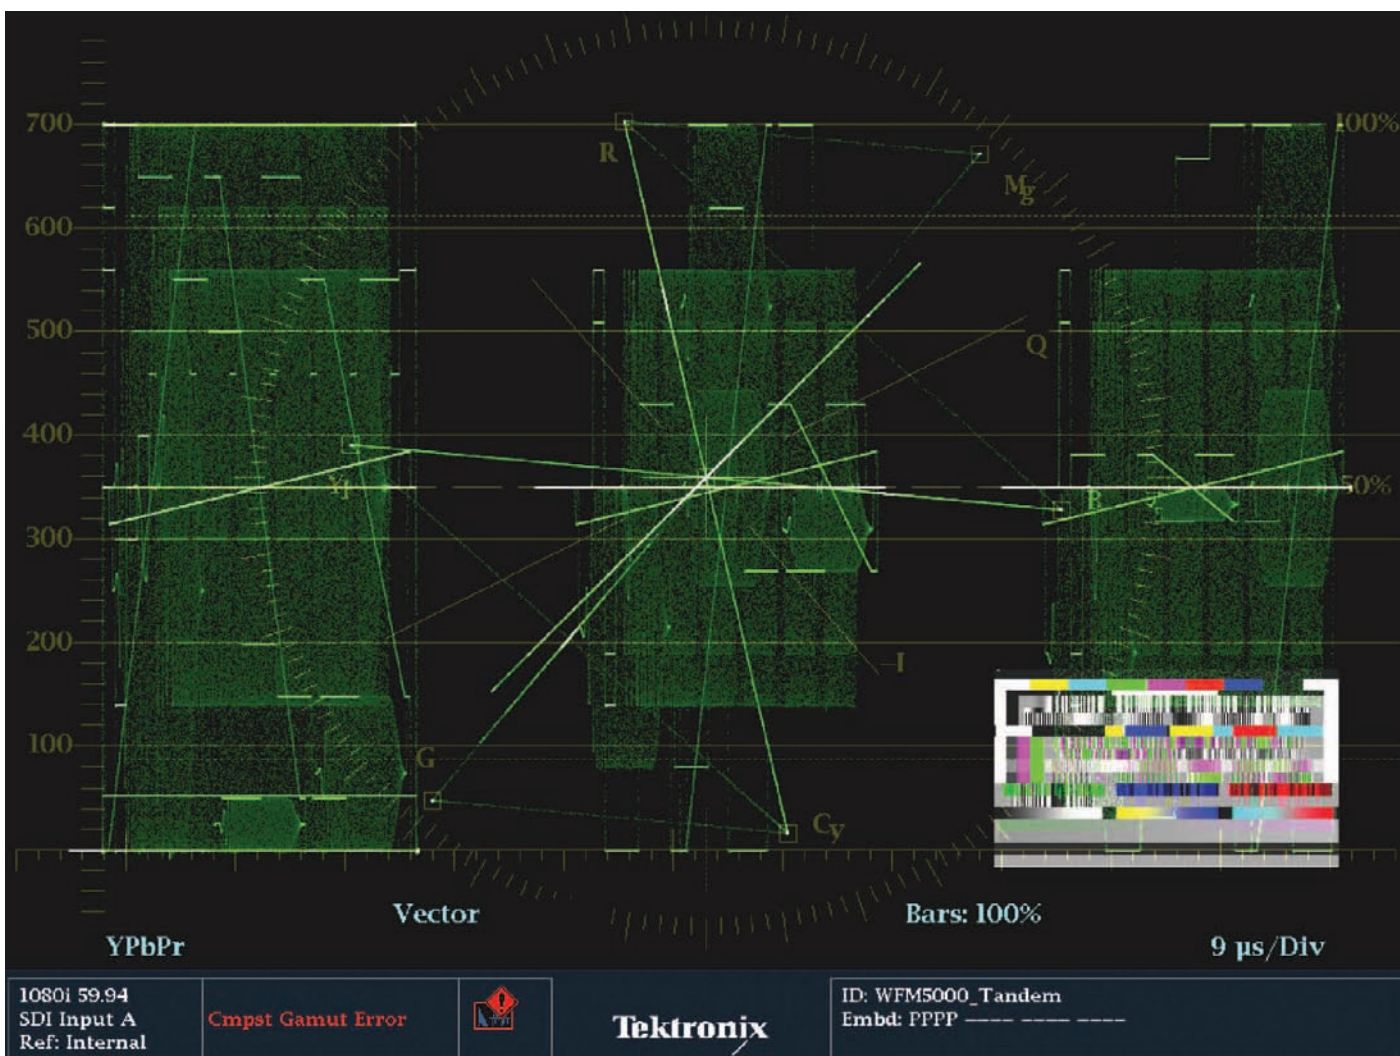 700
100%
R
Mg
600
500
Q
400
YI
50%
B
300
200
-I
100
G
Cy
Vector
Bars: 100%
YPbPr
9 µs/Div
1080i 59.94
SDI Input A
Ref: Internal
Cmpst Gamut Error
Tektronix
ID: WFM5000_Tandem
Embd: PPPP ---- ---- ----